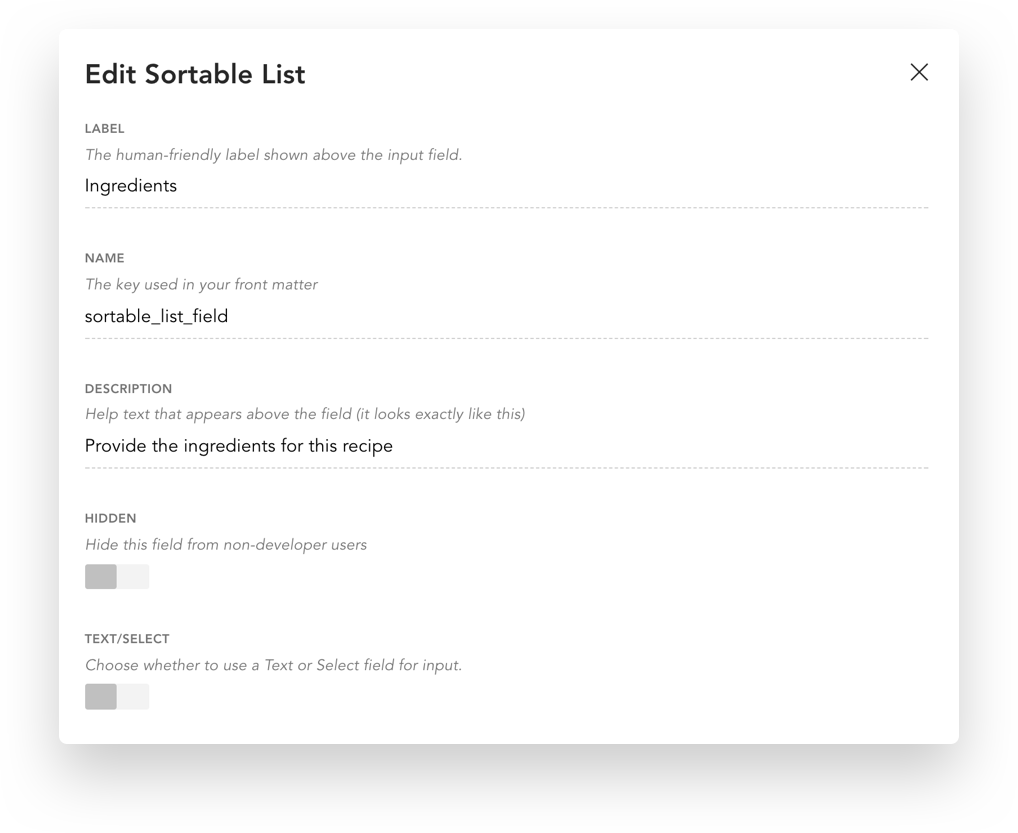 Edit Sortable List
LABEL
The human-friendly label shown above the input field.
Ingredients
NAME
The key used in your front matter
sortable_list_field
DESCRIPTION
Help text that appears above the field (it looks exactly like this)
Provide the ingredients for this recipe
HIDDEN
Hide this field from non-developer users
TEXT/SELECT
Choose whether to use a Text or Select field for input.